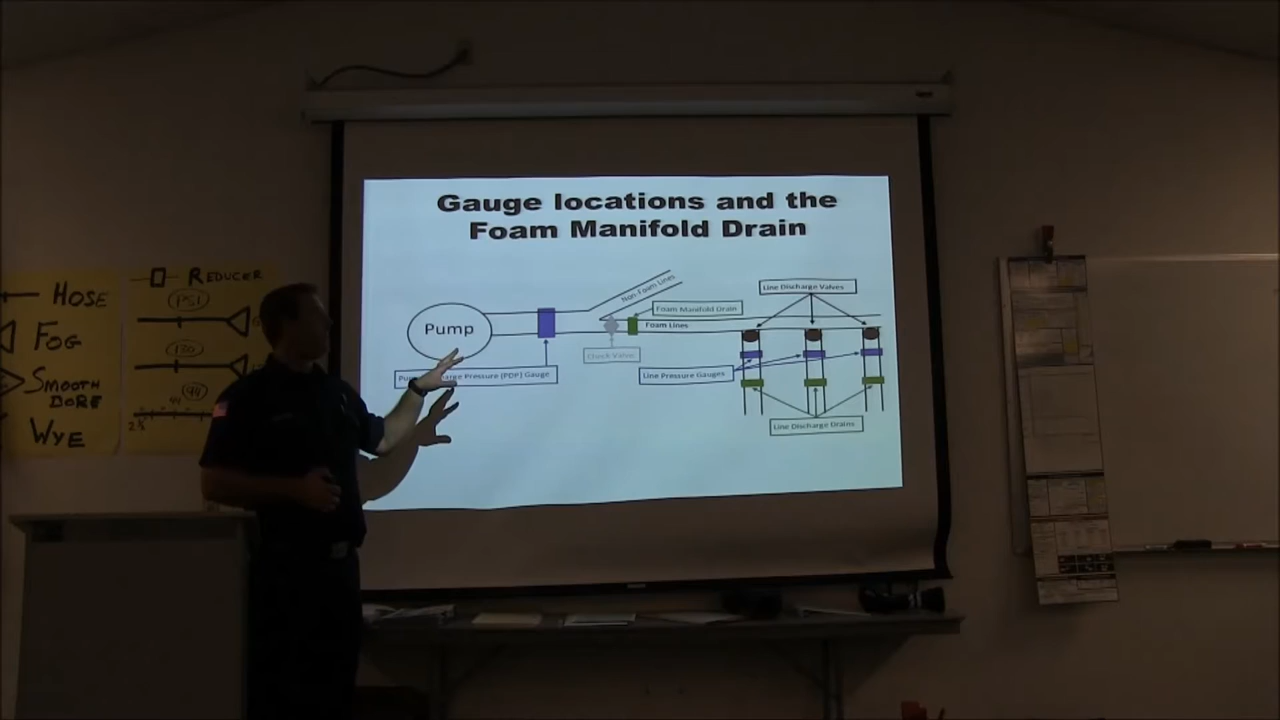 Gauge locations and the
Foam Manifold Drain
Non-Foam Lines
Line Discharge Valves
Foam Manifold Drain
Pump
Foam Lines
Check Valve
Pressure (PDP) Gauge
Line Pressure Gauges
Line Discharge Drains
HOSE
FOG
SMOOTH
BORE
WYE
REDUCER
PSI